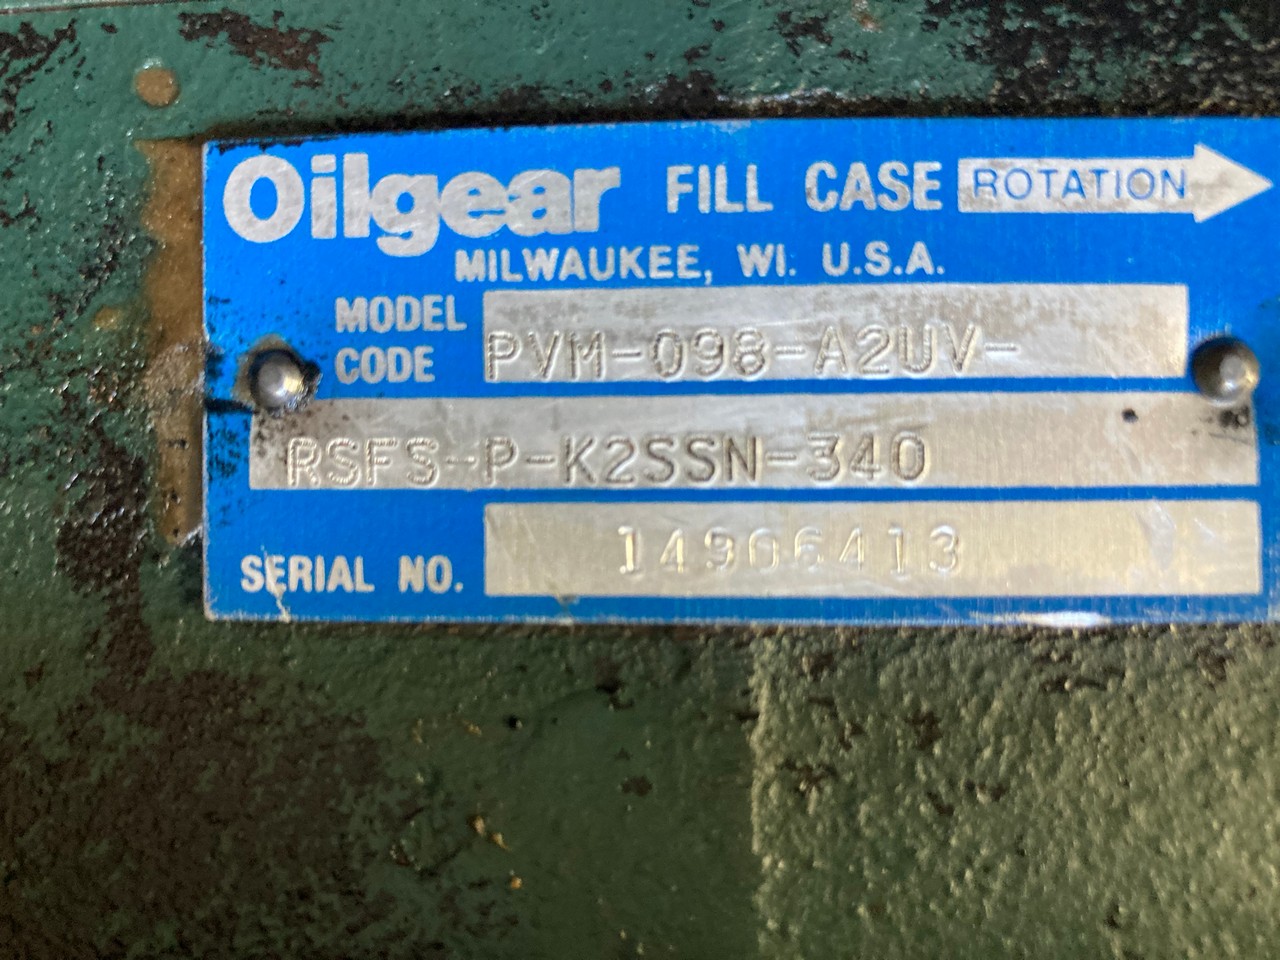 Oilgear FILL CASE ROTATION
MILWAUKEE, WI. U.S.A.
MODEL CODE PVM-098-A2UV-
RSFS-P-K2SSN-340
SERIAL NO. 14906413